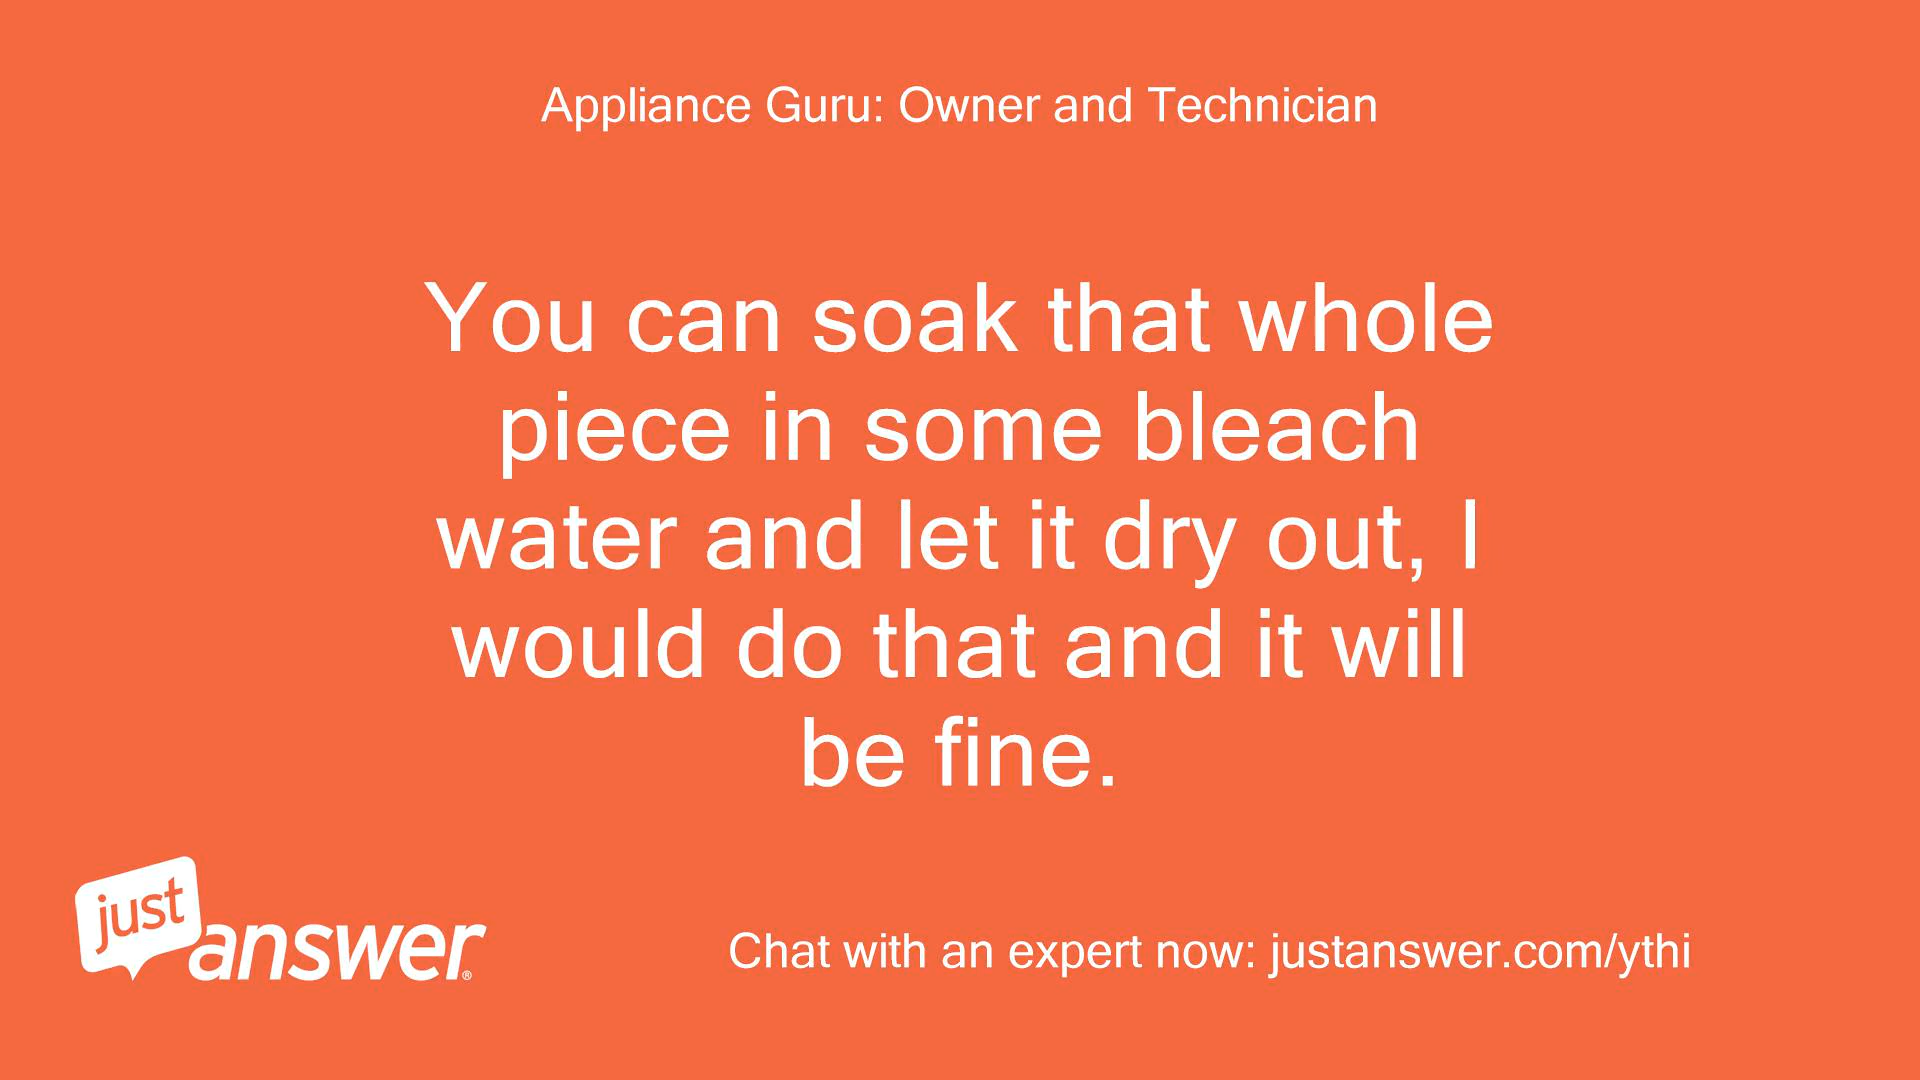 Appliance Guru: Owner and Technician
You can soak that whole
piece in some bleach
water and let it dry out, I
would do that and it will
be fine.
just
answer®
Chat with an expert now: justanswer.com/ythi